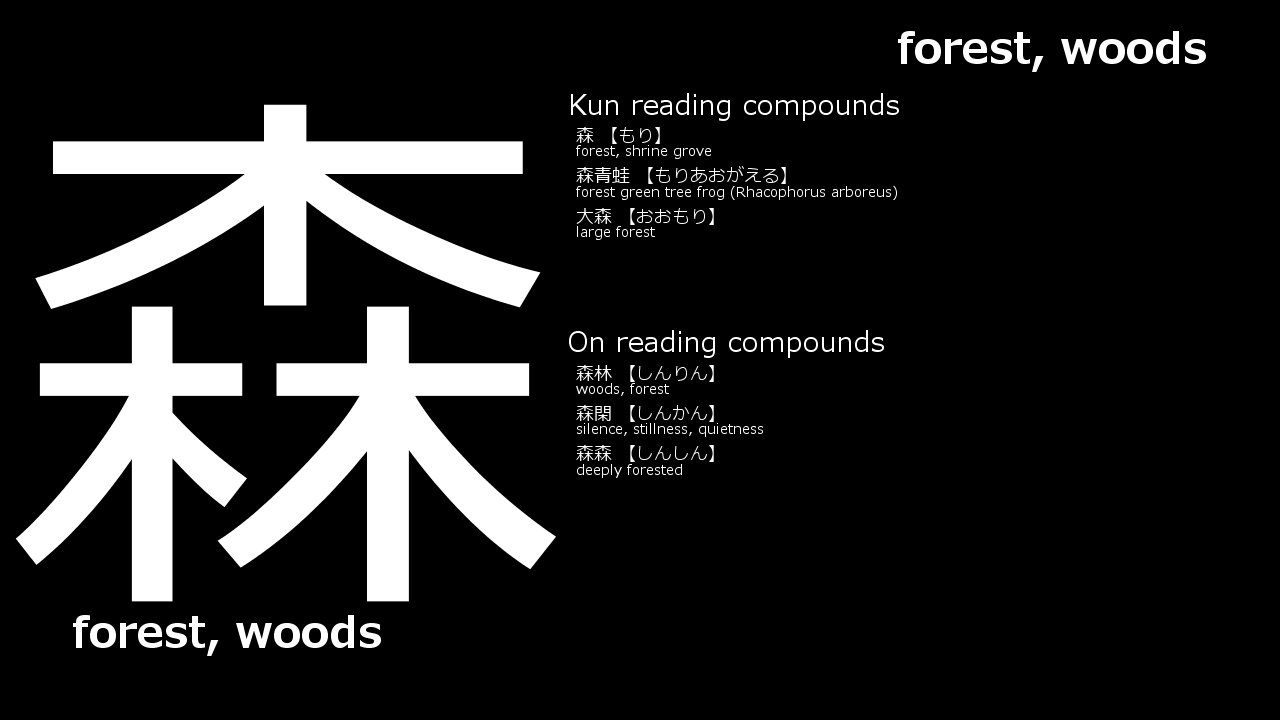 forest, woods
森
Kun reading compounds
森 【もり】
forest, shrine grove
森青蛙 【もりあおがえる】
forest green tree frog (Rhacophorus arboreus)
大森 【おおもり】
large forest
On reading compounds
森林 【しんりん】
woods, forest
森閑 【しんかん】
silence, stillness, quietness
森森 【しんしん】
deeply forested
forest, woods